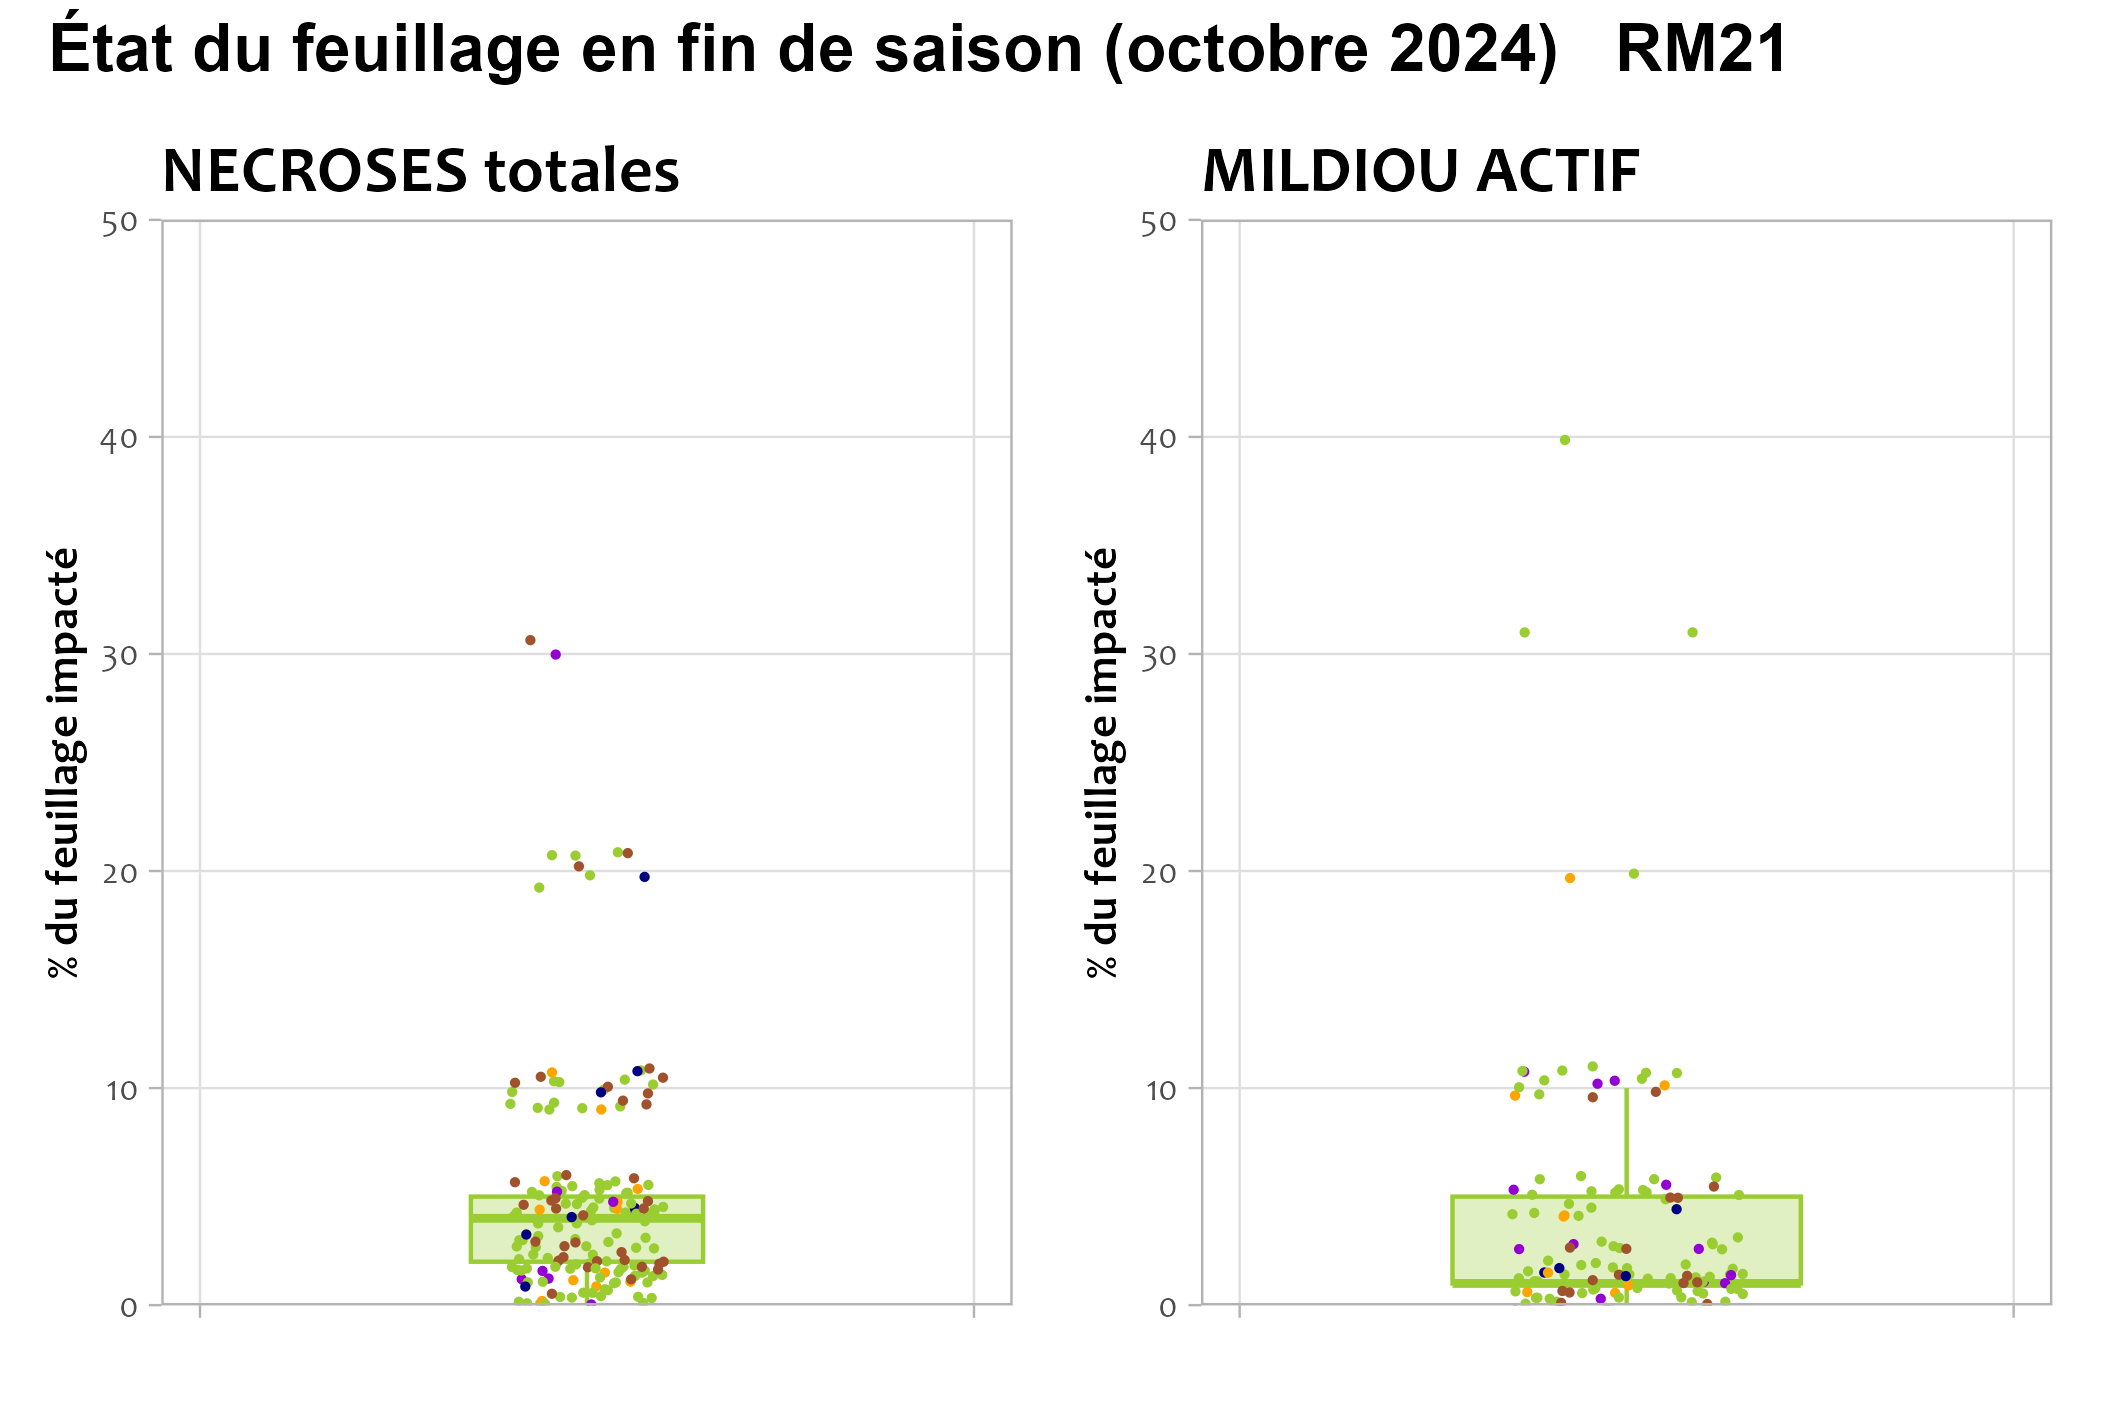 État du feuillage en fin de saison (octobre 2024) RM21
NECROSES totales
50
40
30
20
10
0
% du feuillage impacté
MILDIOU ACTIF
50
40
30
20
10
0
% du feuillage impacté